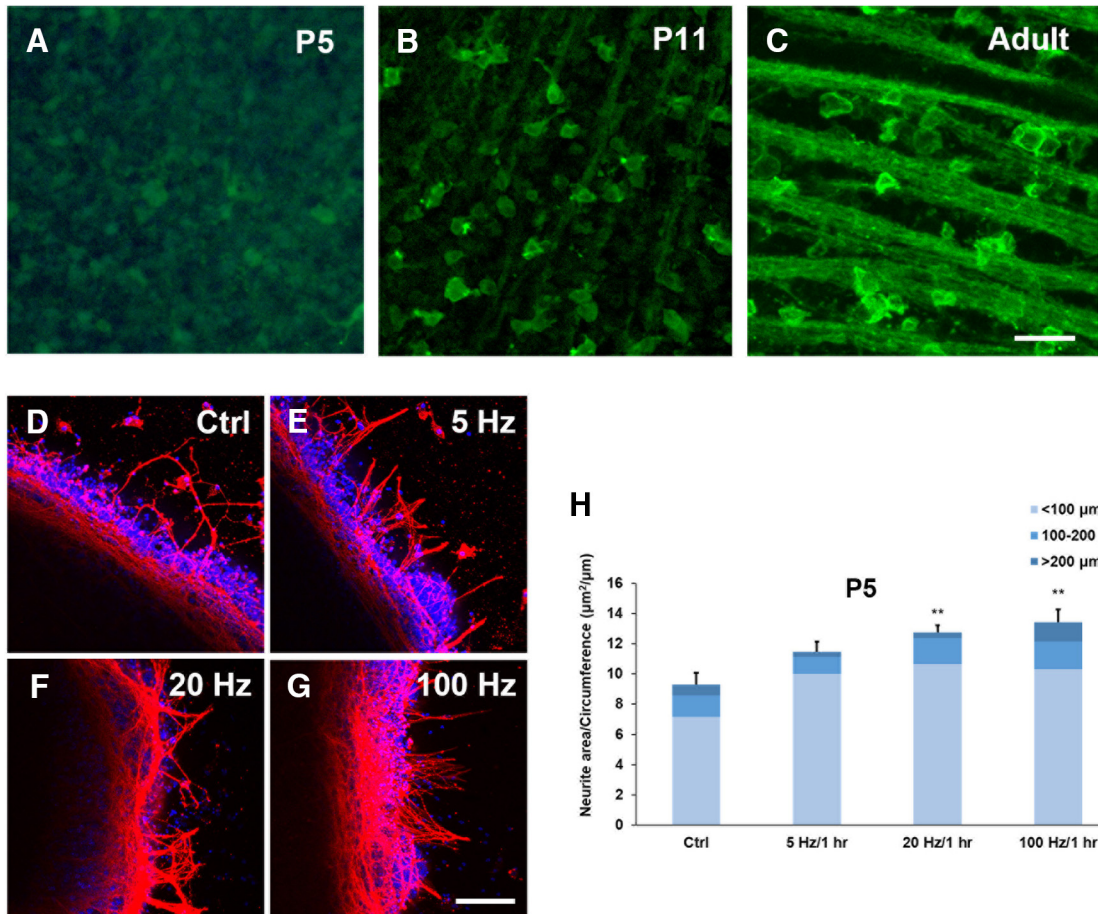 A P5
B P11
C Adult
D Ctrl
E 5 Hz
F 20 Hz
G 100 Hz
H
<100 µm
100-200
>200 µm
P5
Neurite area/Circumference (µm²/µm)
16
14
12
10
8
6
4
2
0
**
**
Ctrl
5 Hz/1 hr
20 Hz/1 hr
100 Hz/1 hr